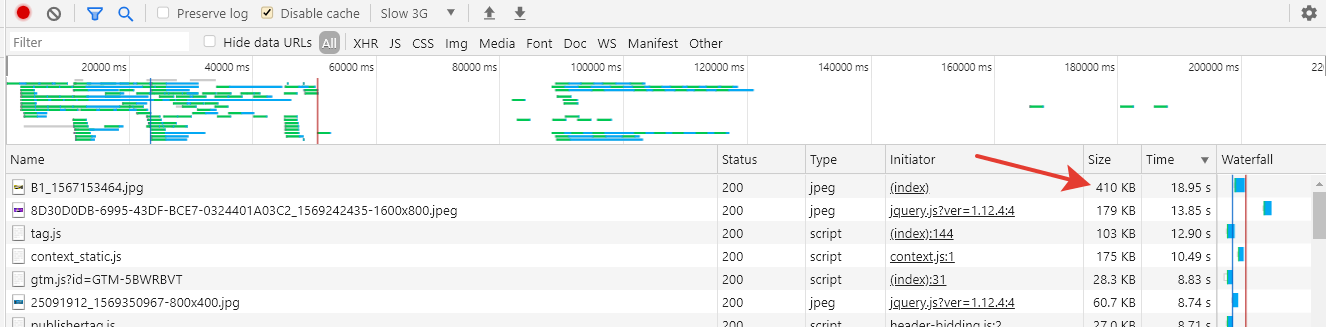 Preserve log Disable cache Slow 3G
Filter Hide data URLs All XHR JS CSS Img Media Font Doc WS Manifest Other
20000 ms 40000 ms 60000 ms 80000 ms 100000 ms 120000 ms 140000 ms 160000 ms 180000 ms 200000 ms 220
Name Status Type Initiator Size Time Waterfall
B1_1567153464.jpg 200 jpeg (index) 410 KB 18.95 s
8D30D0DB-6995-43DF-BCE7-0324401A03C2_1569242435-1600x800.jpeg 200 jpeg jquery.js?ver=1.12.4:4 179 KB 13.85 s
tag.js 200 script (index):144 103 KB 12.90 s
context_static.js 200 script context.js:1 175 KB 10.49 s
gtm.js?id=GTM-5BWRBVT 200 script (index):31 28.3 KB 8.83 s
25091912_1569350967-800x400.jpg 200 jpeg jquery.js?ver=1.12.4:4 60.7 KB 8.74 s
publishertag.js 200 script header-bidding.js:2 27.0 KB 8.71 s